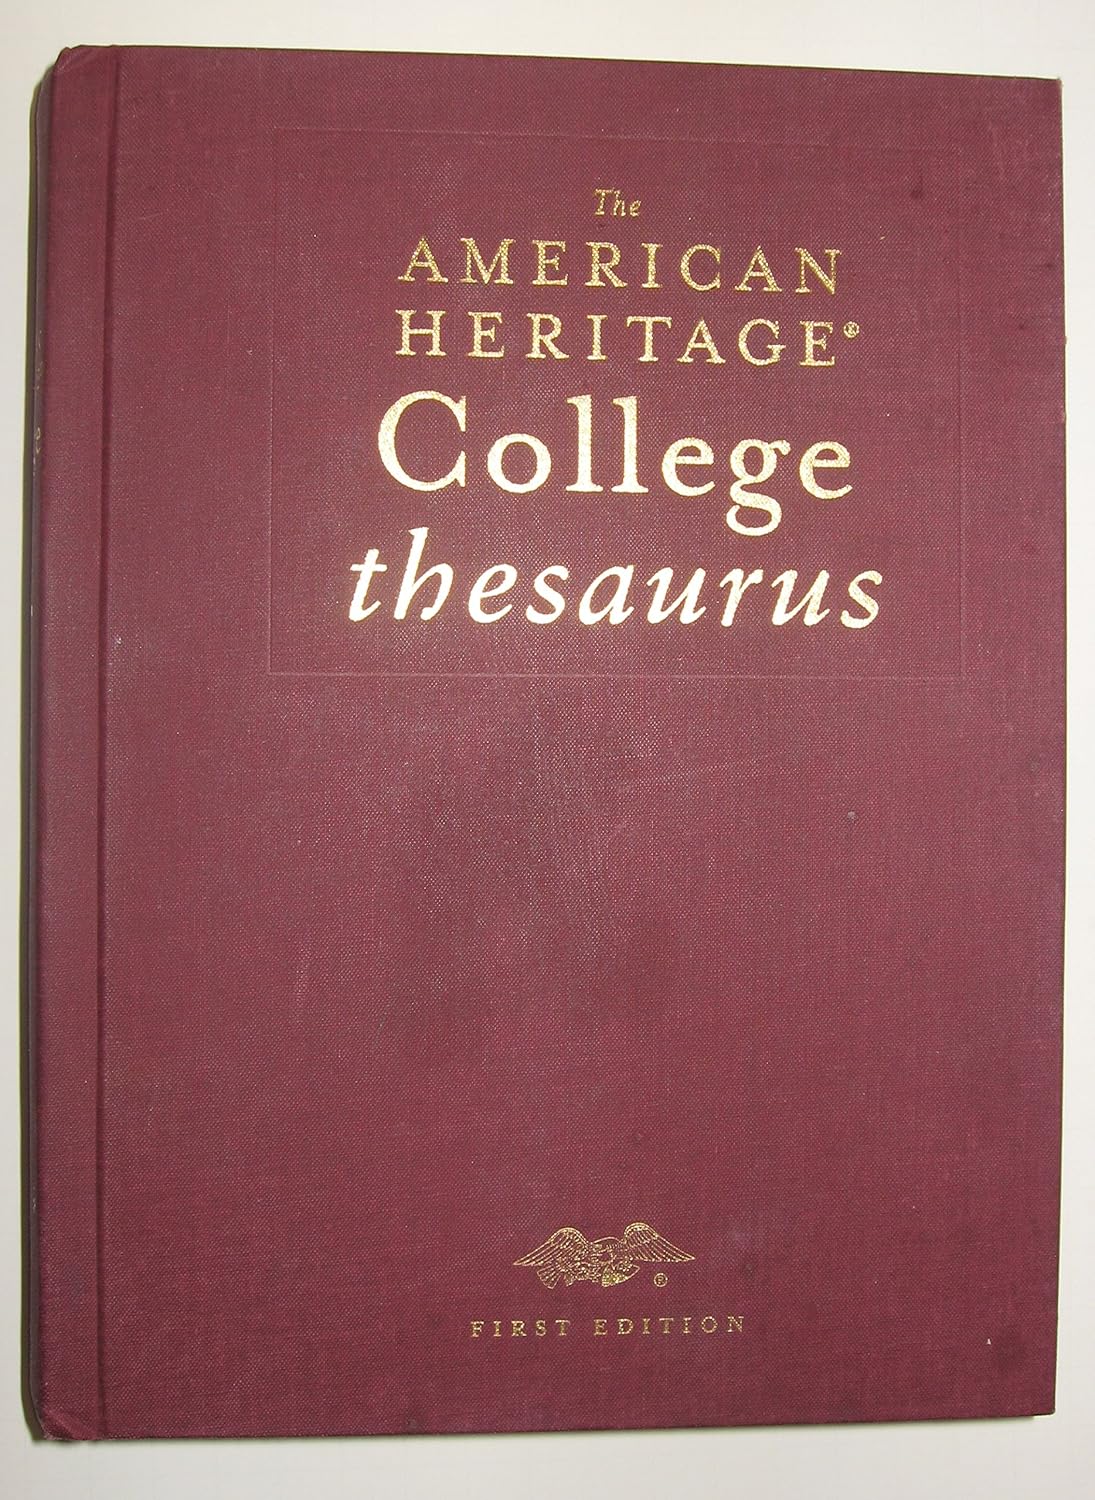 The
AMERICAN
HERITAGE®
College
thesaurus
®
FIRST EDITION